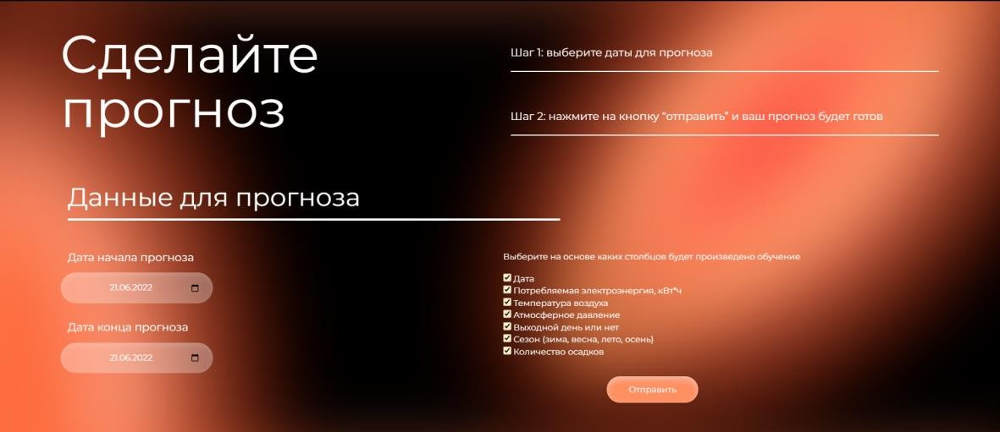 Сделайте
прогноз
Шаг 1: выберите даты для прогноза
Шаг 2: нажмите на кнопку “отправить” и ваш прогноз будет готов
Данные для прогноза
Дата начала прогноза
21.06.2022
Дата конца прогноза
21.06.2022
Выберите на основе каких столбцов будет произведено обучение
Дата
Потребляемая электроэнергия, кВт*ч
Температура воздуха
Атмосферное давление
Выходной день или нет
Сезон (зима, весна, лето, осень)
Количество осадков
Отправить